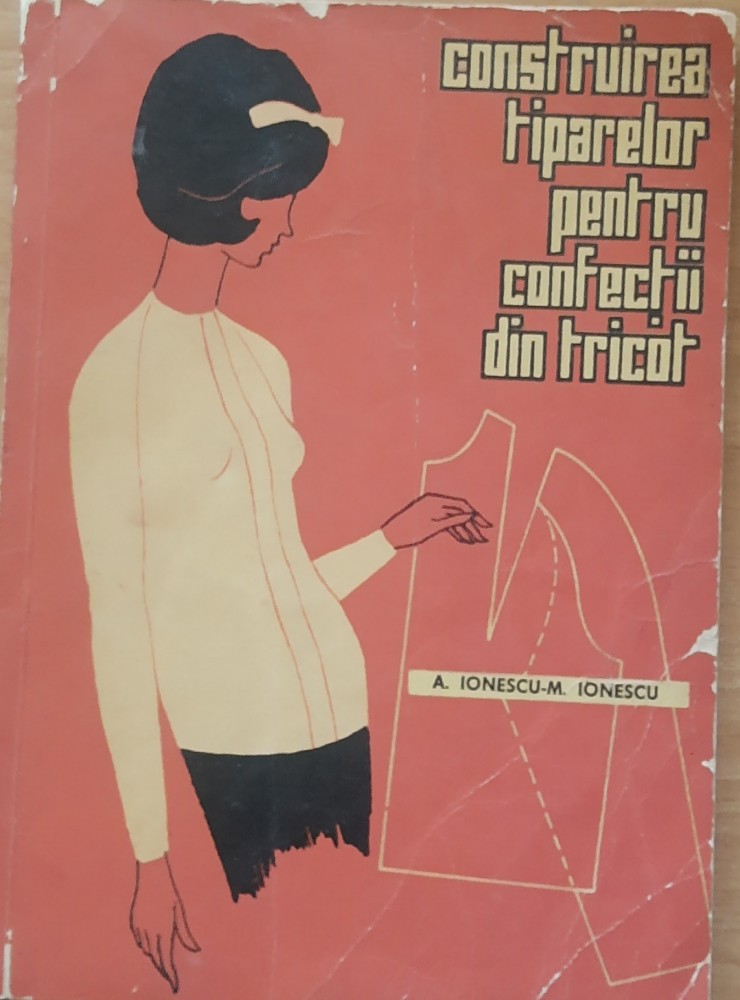 construirea
tiparelor
pentru
confecții
din tricot
A. IONESCU-M. IONESCU